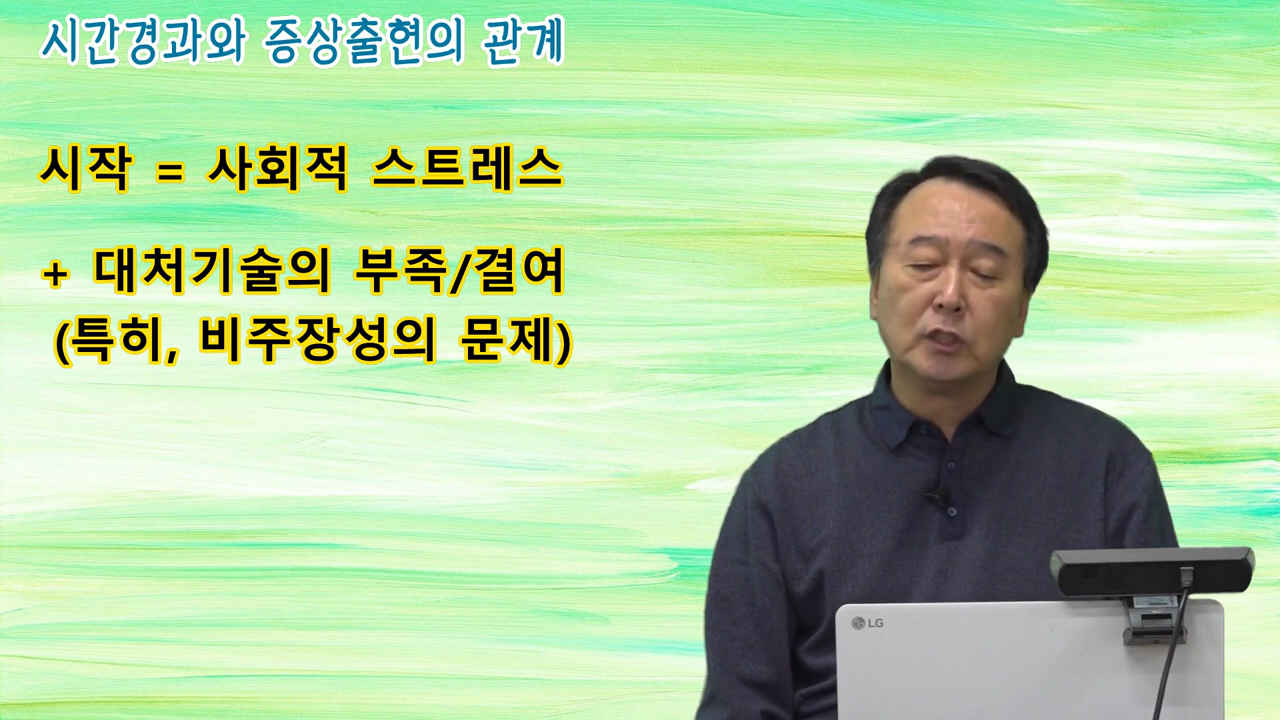 시간경과와 증상출현의 관계
시작 = 사회적 스트레스
+ 대처기술의 부족/결여
(특히, 비주장성의 문제)
LG